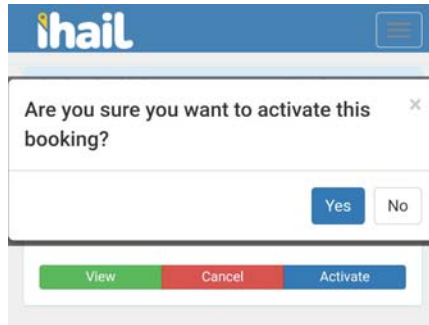 ihail
Are you sure you want to activate this
booking?
×
Yes No
View Cancel Activate